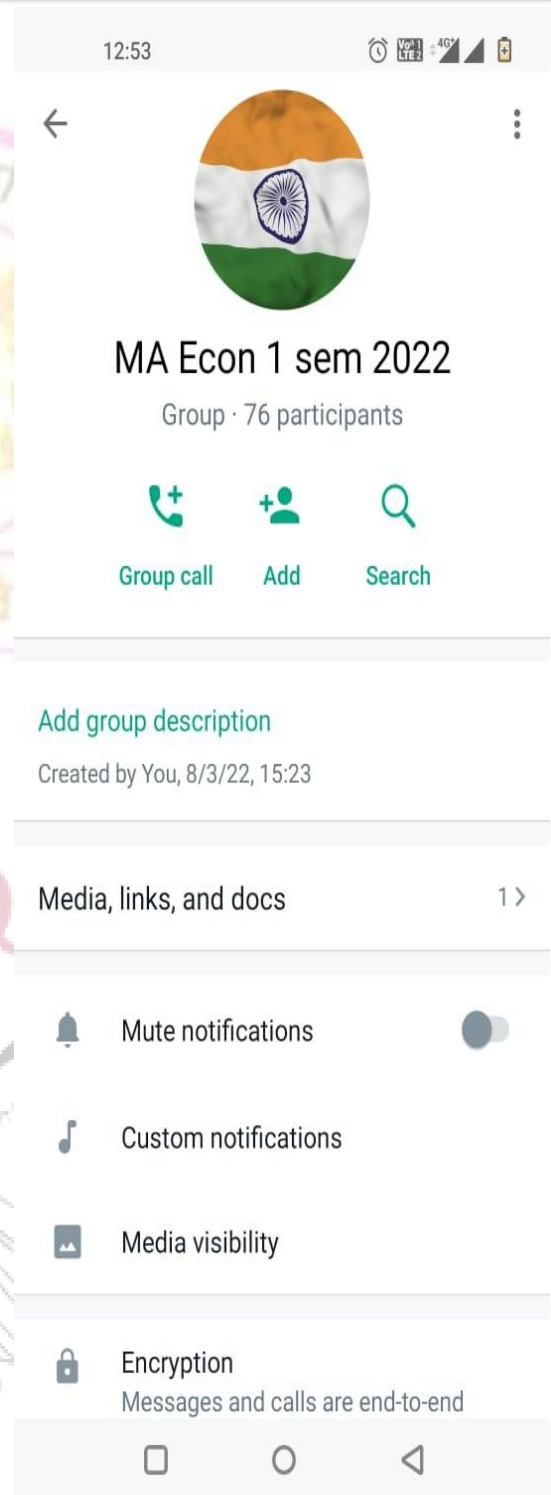 12:53
4G+
MA Econ 1 sem 2022
Group · 76 participants
Group call Add Search
Add group description
Created by You, 8/3/22, 15:23
Media, links, and docs 1
Mute notifications
Custom notifications
Media visibility
Encryption
Messages and calls are end-to-end